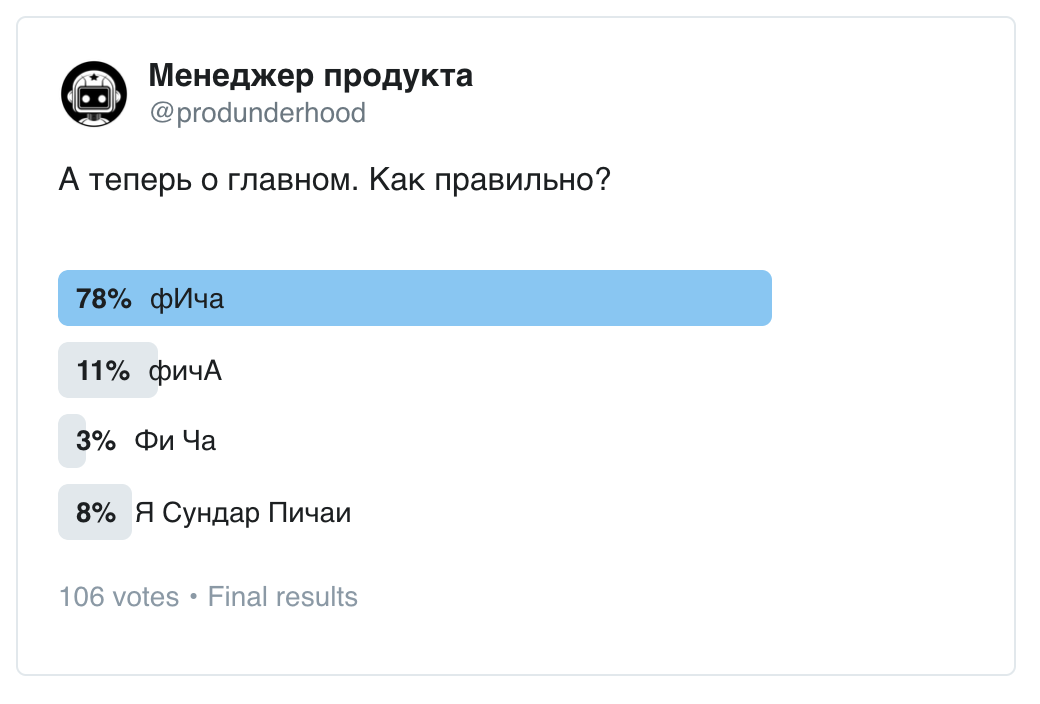 Менеджер продукта
@produnderhood
А теперь о главном. Как правильно?
78% фИча
11% фичА
3% Фи Ча
8% Я Сундар Пичаи
106 votes • Final results